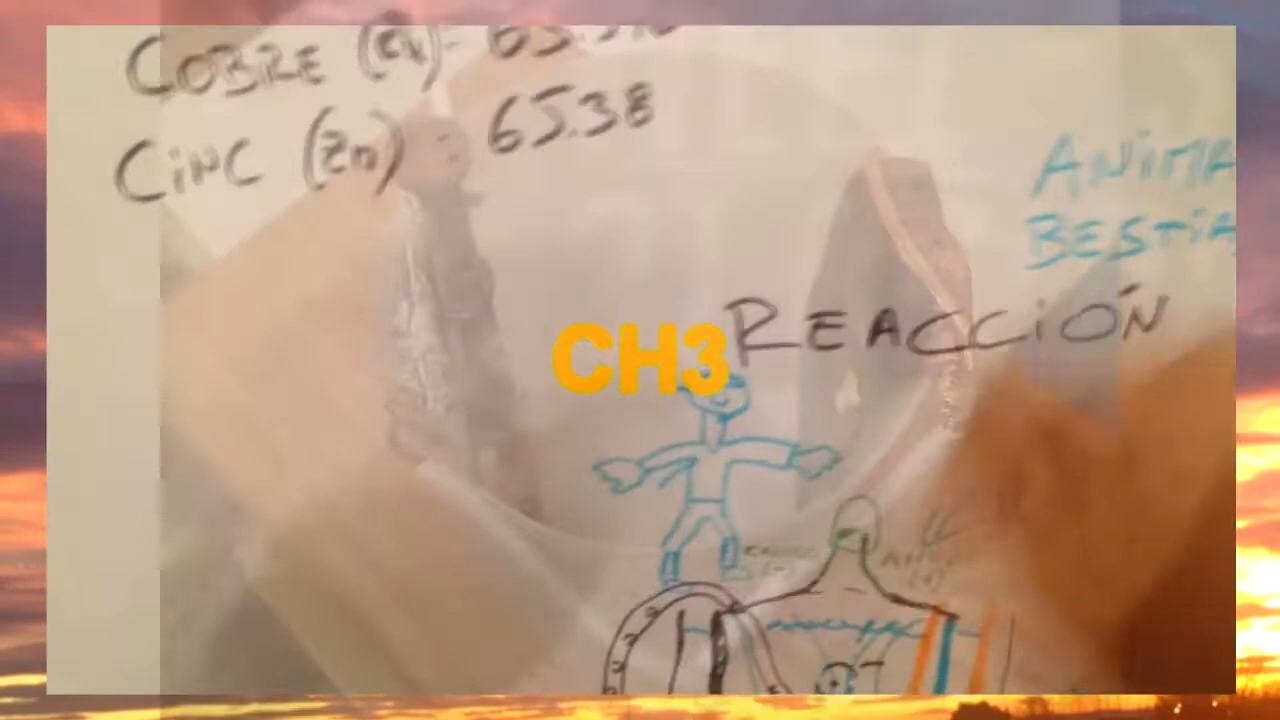 COBRE (Cu)-
CINC (Zn) 65.38
ANIMA
BESTIA
REACCIÓN
CH3